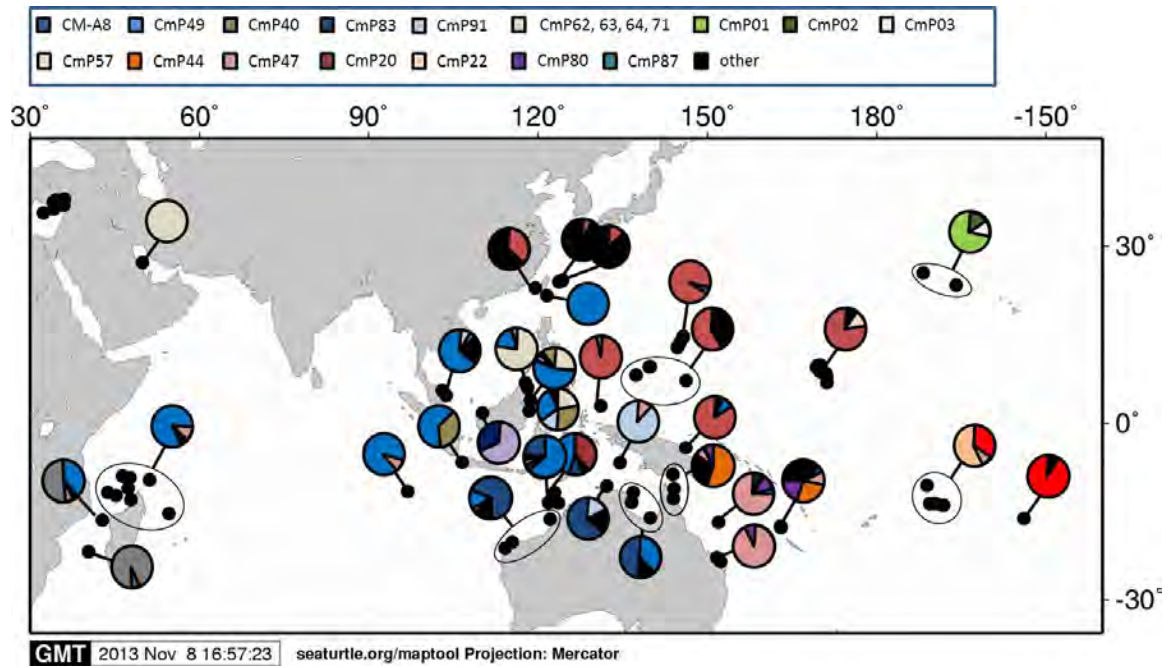 CM-A8 CmP49 CmP40 CmP83 CmP91 CmP62, 63, 64, 71 CmP01 CmP02 CmP03
CmP57 CmP44 CmP47 CmP20 CmP22 CmP80 CmP87 other
30 60° 90 120° 150° 180° -150°
30°
0°
-30°
GMT 2013 Nov 8 16:57:23 seaturtle.org/maptool Projection: Mercator